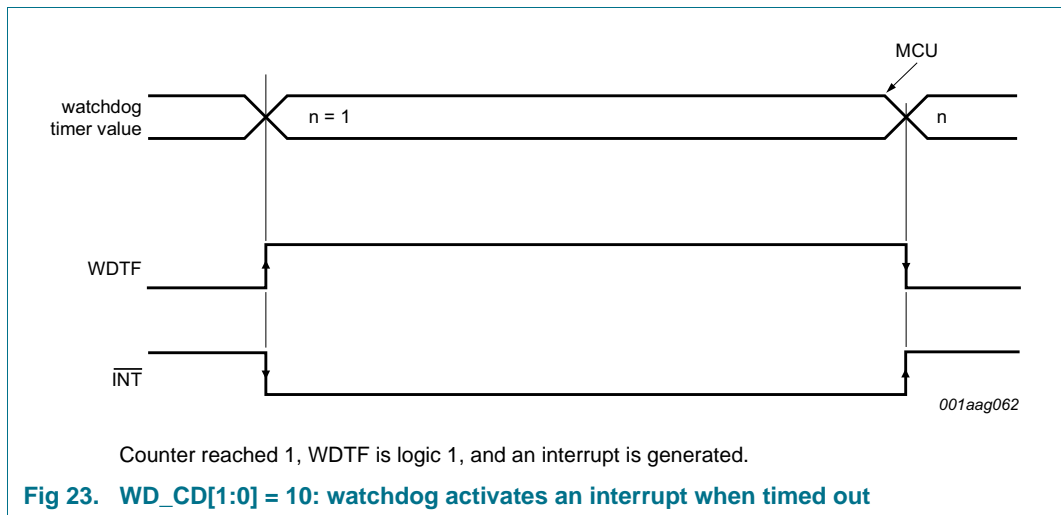 MCU
watchdog
timer value
n = 1
n
WDTF
INT
001aag062
Counter reached 1, WDTF is logic 1, and an interrupt is generated.
Fig 23. WD_CD[1:0] = 10: watchdog activates an interrupt when timed out